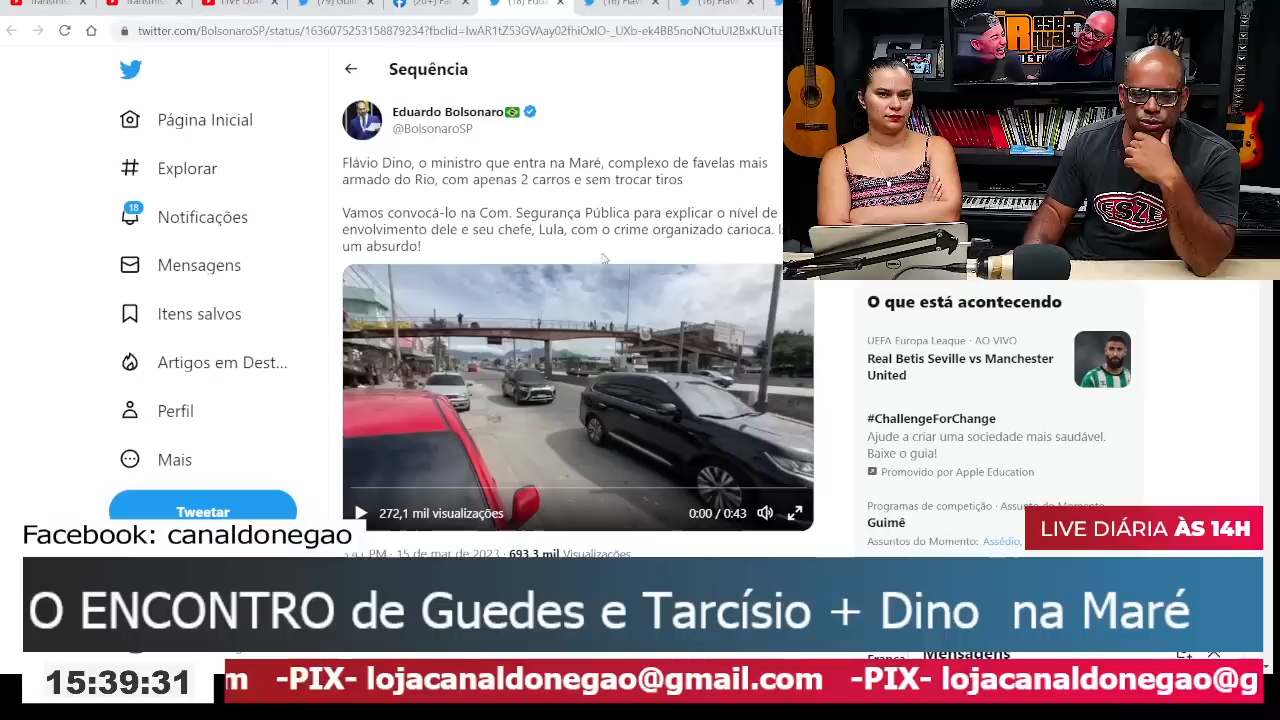 twitter.com/BolsonaroSP/status/
Sequência
Eduardo Bolsonaro
@BolsonaroSP
Flávio Dino, o ministro que entra na Maré, complexo de favelas mais
armado do Rio, com apenas 2 carros e sem trocar tiros
Vamos convocá-lo na Com. Segurança Pública para explicar o nível de
envolvimento dele e seu chefe, Lula, com o crime organizado carioca.
um absurdo!
272,1 mil visualizações
0:00 / 0:43
15 de mar de 2023 · 693,3 mil Visualizações
Página Inicial
Explorar
18
Notificações
Mensagens
Itens salvos
Artigos em Dest...
Perfil
Mais
Tweetar
O que está acontecendo
UEFA Europa League · AO VIVO
Real Betis Seville vs Manchester
United
#ChallengeForChange
Ajude a criar uma sociedade mais saudável.
Baixe o guia!
Promovido por Apple Education
Programas de competição · Assunto do Momento
Guimê
Assuntos do Momento: Assédio,
LIVE DIÁRIA ÀS 14H
Facebook: canaldonegao
O ENCONTRO de Guedes e Tarcísio + Dino na Maré
Mensagens
15:39:31
m -PIX- lojacanaldonegao@gmail.com -PIX- lojacanaldonegao@g